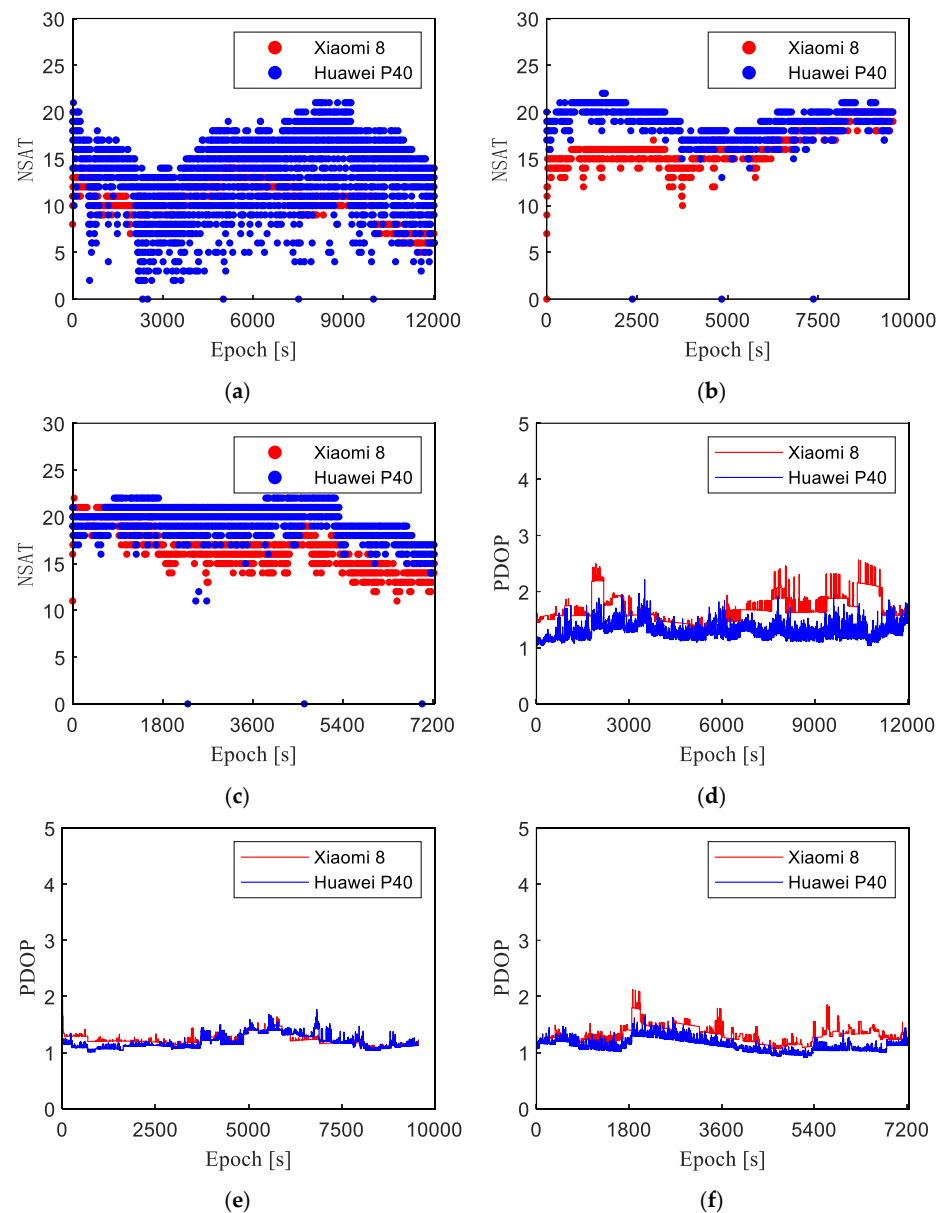 30
25
20
15
10
5
0
NSAT
Xiaomi 8
Huawei P40
0 3000 6000 9000 12000
Epoch [s]
(a)
30
25
20
15
10
5
0
NSAT
Xiaomi 8
Huawei P40
0 2500 5000 7500 10000
Epoch [s]
(b)
30
25
20
15
10
5
0
NSAT
Xiaomi 8
Huawei P40
0 1800 3600 5400 7200
Epoch [s]
(c)
5
4
3
2
1
0
PDOP
Xiaomi 8
Huawei P40
0 3000 6000 9000 12000
Epoch [s]
(d)
5
4
3
2
1
0
PDOP
Xiaomi 8
Huawei P40
0 2500 5000 7500 10000
Epoch [s]
(e)
5
4
3
2
1
0
PDOP
Xiaomi 8
Huawei P40
0 1800 3600 5400 7200
Epoch [s]
(f)